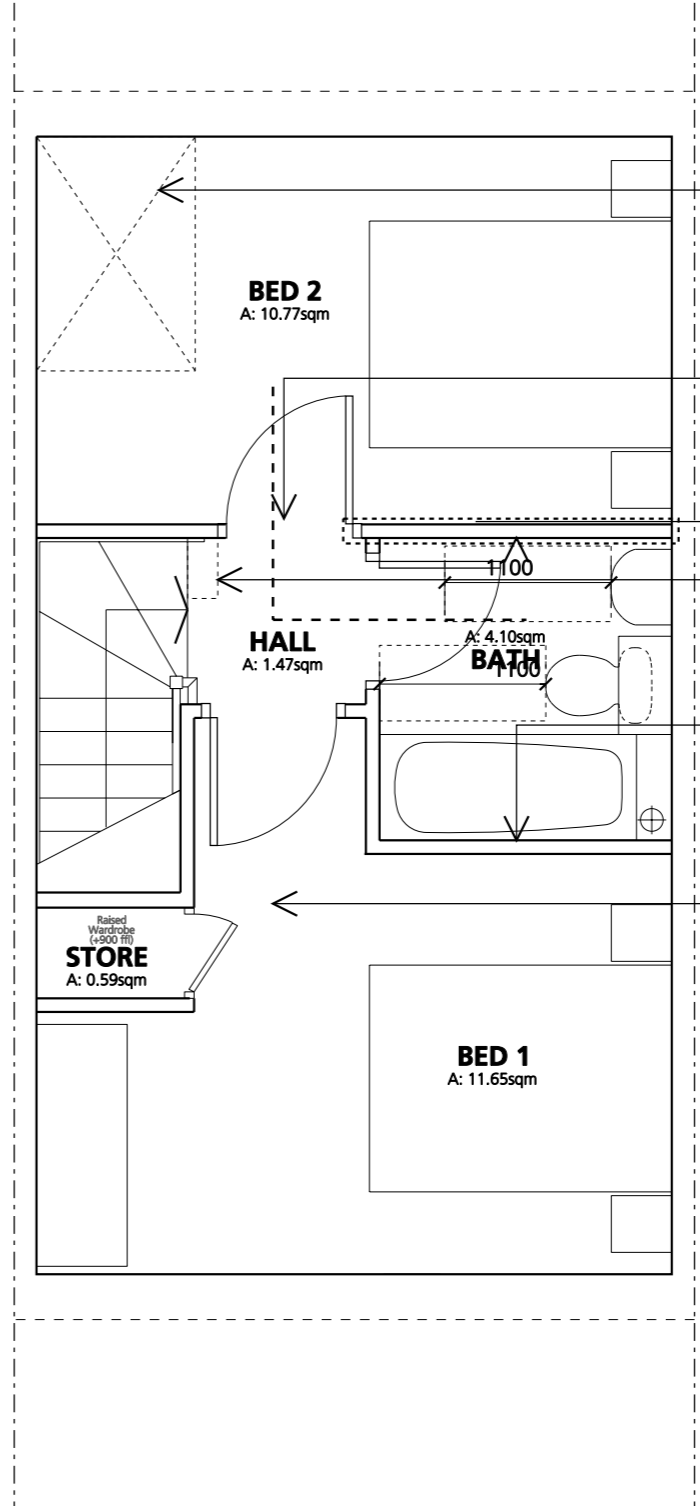 BED 2
A: 10.77sqm
1100
HALL
A: 1.47sqm
A: 4.10sqm
BATH
1100
Raised
Wardrobe
(+900 ffl)
STORE
A: 0.59sqm
BED 1
A: 11.65sqm